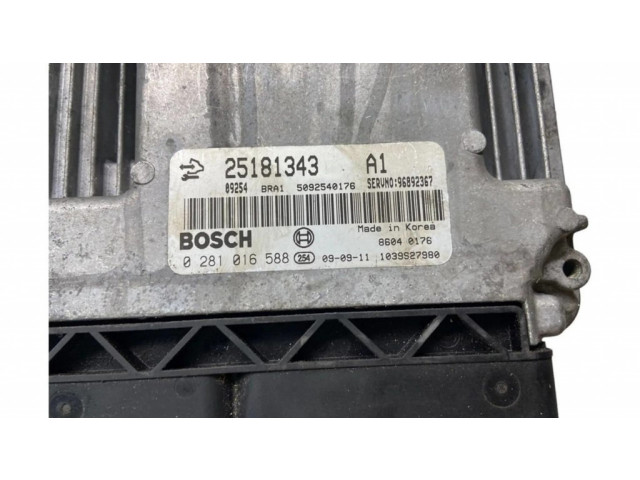 25181343 A1
09254 BRA1 5092540176 SERVNO:96892367
Made in Korea
BOSCH
8604 0176
0 281 016 588 254 09-09-11 1039S27980